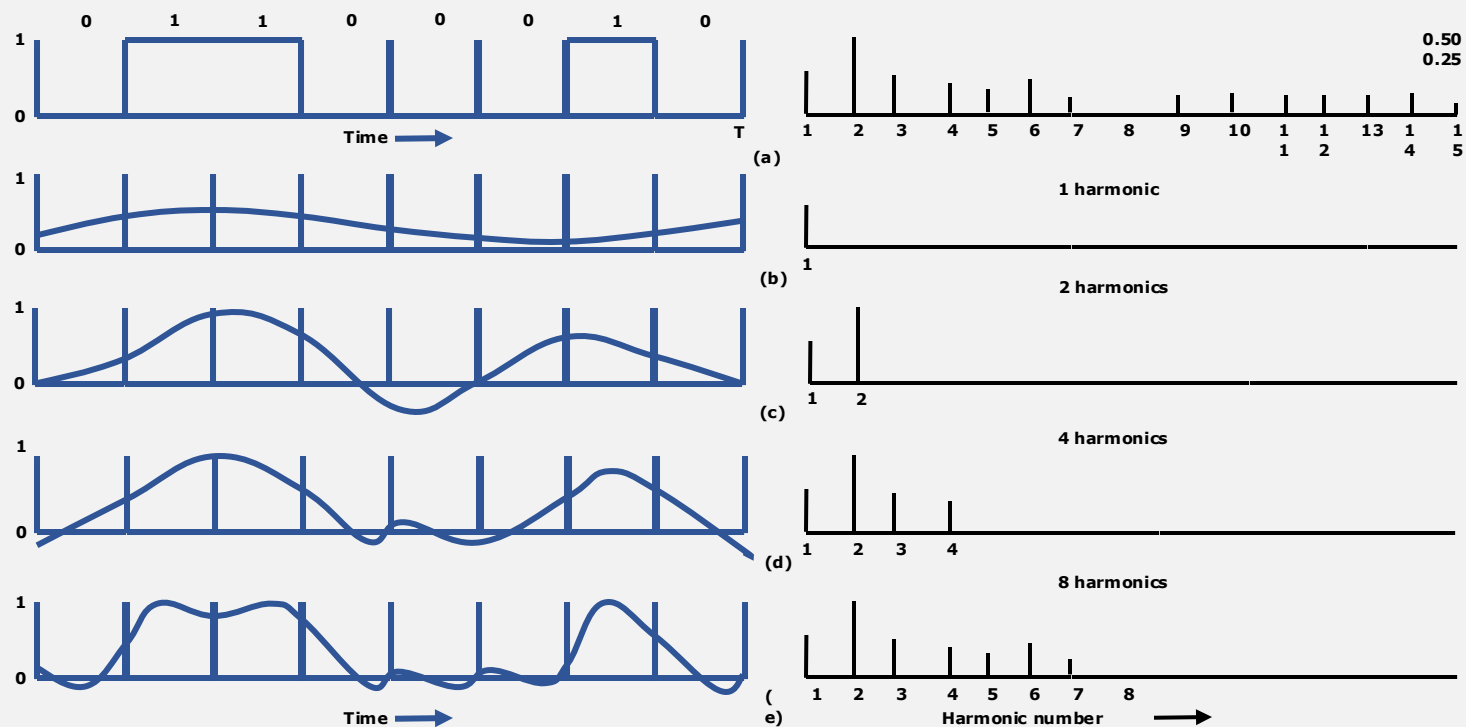 0 1 1 0 0 0 1 0
1
0
Time
T
0.50
0.25
1 2 3 4 5 6 7 8 9 10 1 1 13 1 1
1 2 4 5
(a)
1
0
1 harmonic
1
(b)
2 harmonics
1
0
1 2
(c)
4 harmonics
1
0
1 2 3 4
(d)
8 harmonics
1
0
1 2 3 4 5 6 7 8
(
e)
Time
Harmonic number